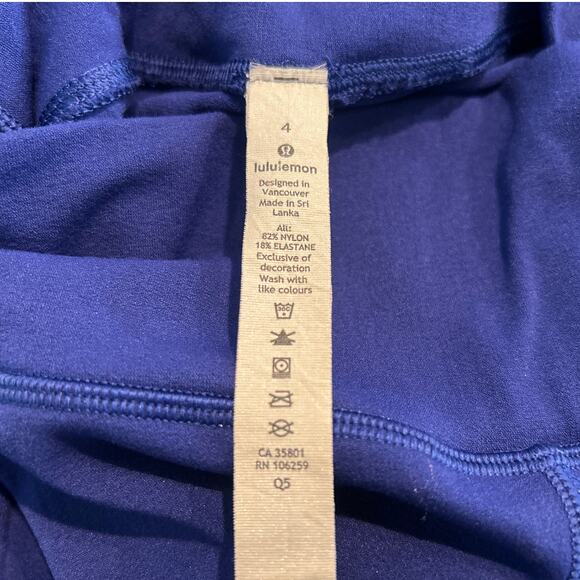 4
lululemon
Designed in
Vancouver
Made in Sri
Lanka
All:
82% NYLON
18% ELASTANE
Exclusive of
decoration
Wash with
like colours
30C
CA 35801
RN 106259
Q5